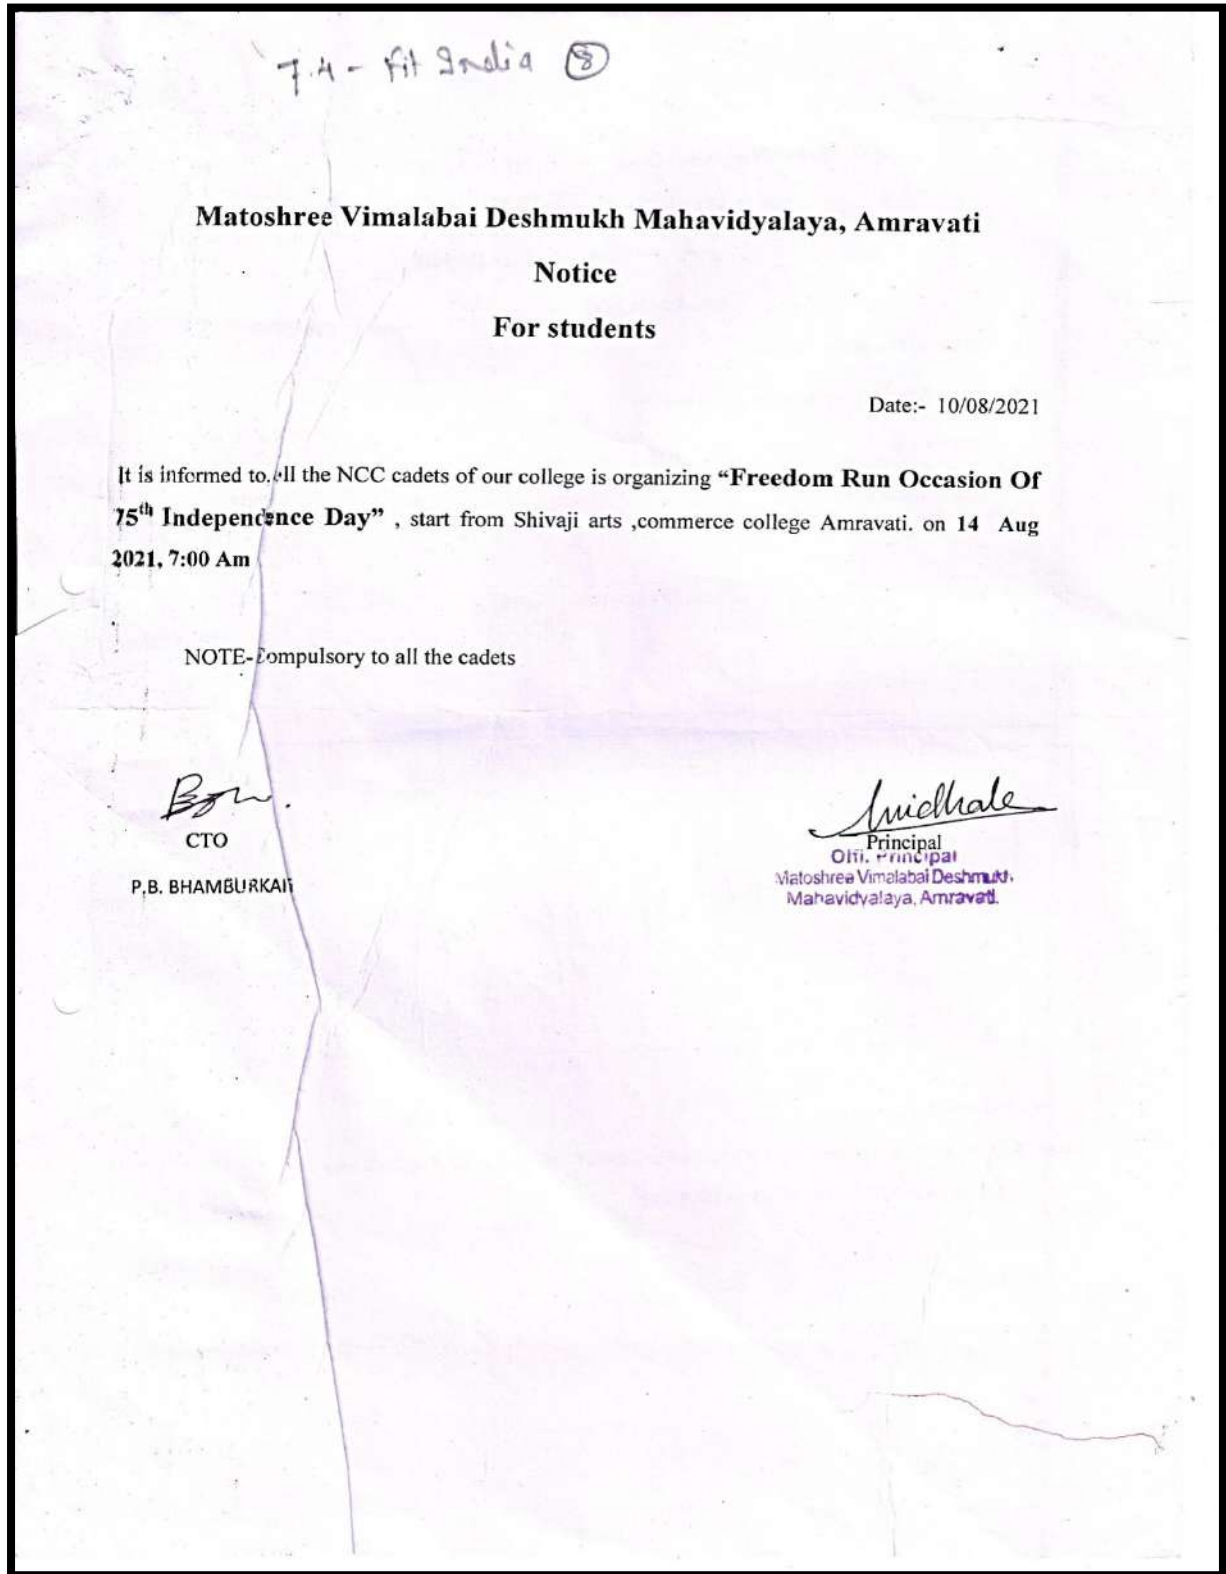 7.4 - Fit India 8
Matoshree Vimalabai Deshmukh Mahavidyalaya, Amravati
Notice
For students
Date:- 10/08/2021
It is informed to all the NCC cadets of our college is organizing “Freedom Run Occasion Of
75th Independence Day” , start from Shivaji arts ,commerce college Amravati. on 14 Aug
2021, 7:00 Am
NOTE-Compulsory to all the cadets
CTO
Principal
Offi. Principal
P.B. BHAMBURKAR
Matoshree Vimalabai Deshmukh
Mahavidyalaya, Amravati.